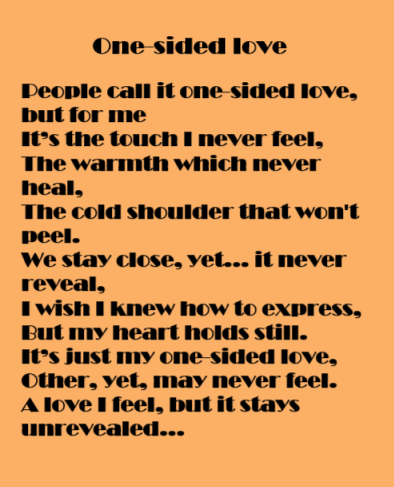 One-sided love
People call it one-sided love,
but for me
It's the touch I never feel,
The warmth which never
heal,
The cold shoulder that won't
peel.
We stay close, yet... it never
reveal,
I wish I knew how to express,
But my heart holds still.
It's just my one-sided love,
Other, yet, may never feel.
A love I feel, but it stays
unrevealed...